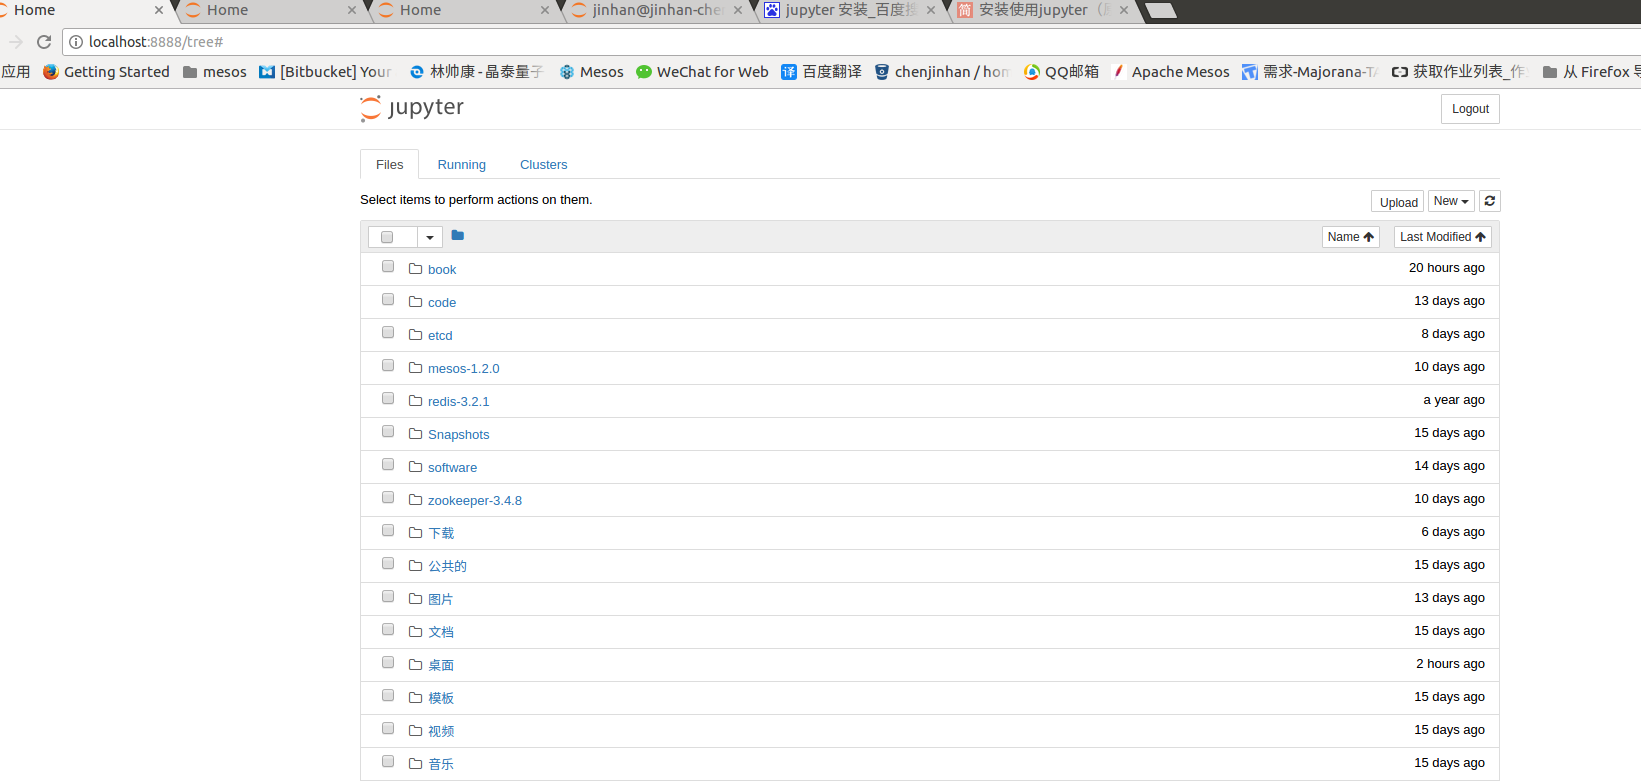 Home Home Home jinhan@jinhan-chen jupyter 安装_百度搜 安装使用jupyter
localhost:8888/tree#
应用 Getting Started mesos [Bitbucket] Your 林帅康 - 晶泰量子 Mesos WeChat for Web 百度翻译 chenjinhan / hom QQ邮箱 Apache Mesos 需求-Majorana-TA 获取作业列表_作 从 Firefox 导
jupyter Logout
Files Running Clusters
Select items to perform actions on them. Upload New
Name Last Modified
book 20 hours ago
code 13 days ago
etcd 8 days ago
mesos-1.2.0 10 days ago
redis-3.2.1 a year ago
Snapshots 15 days ago
software 14 days ago
zookeeper-3.4.8 10 days ago
下载 6 days ago
公共的 15 days ago
图片 13 days ago
文档 15 days ago
桌面 2 hours ago
模板 15 days ago
视频 15 days ago
音乐 15 days ago